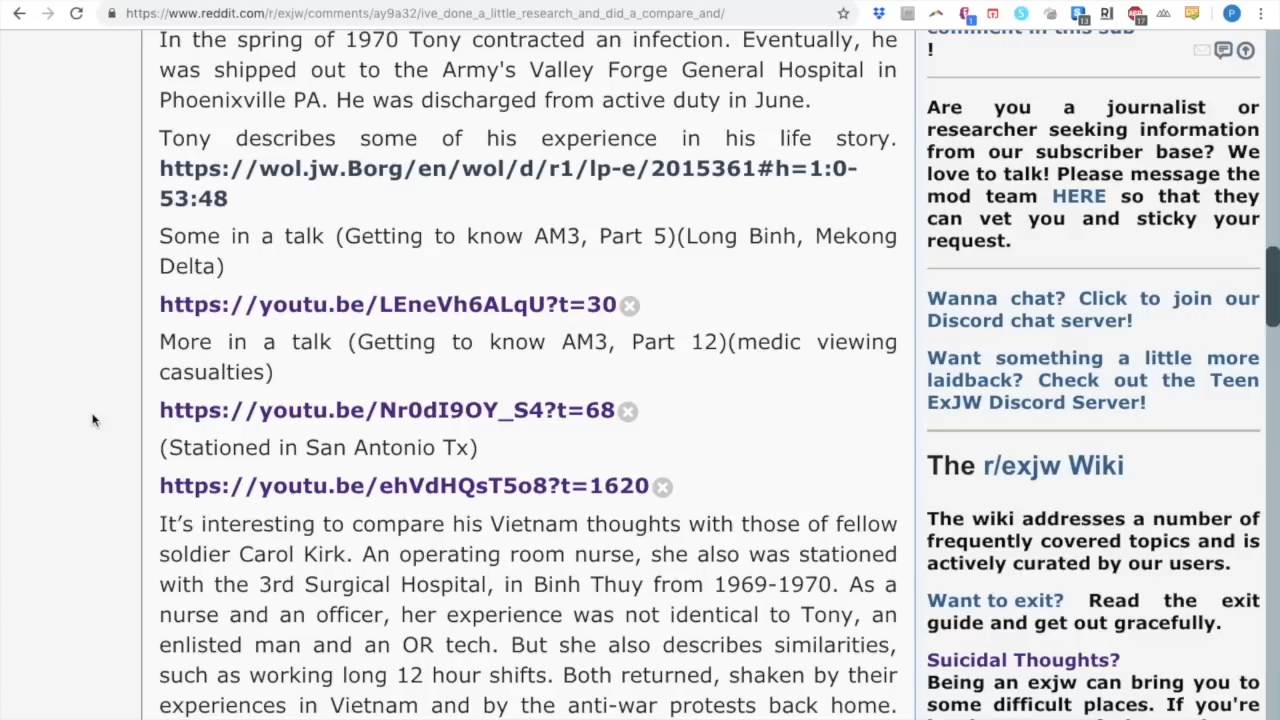 https://www.reddit.com/r/exjw/comments/ay9a32/ive_done_a_little_research_and_did_a_compare_and/
In the spring of 1970 Tony contracted an infection. Eventually, he
was shipped out to the Army's Valley Forge General Hospital in
Phoenixville PA. He was discharged from active duty in June.
Tony describes some of his experience in his life story.
https://wol.jw.Borg/en/wol/d/r1/lp-e/2015361#h=1:0-
53:48
Some in a talk (Getting to know AM3, Part 5)(Long Binh, Mekong
Delta)
https://youtu.be/LEneVh6ALqU?t=30
More in a talk (Getting to know AM3, Part 12)(medic viewing
casualties)
https://youtu.be/Nr0dI9OY_S4?t=68
(Stationed in San Antonio Tx)
https://youtu.be/ehVdHQsT5o8?t=1620
It’s interesting to compare his Vietnam thoughts with those of fellow
soldier Carol Kirk. An operating room nurse, she also was stationed
with the 3rd Surgical Hospital, in Binh Thuy from 1969-1970. As a
nurse and an officer, her experience was not identical to Tony, an
enlisted man and an OR tech. But she also describes similarities,
such as working long 12 hour shifts. Both returned, shaken by their
experiences in Vietnam and by the anti-war protests back home.
comment in this sub
!
Are you a journalist or
researcher seeking information
from our subscriber base? We
love to talk! Please message the
mod team HERE so that they
can vet you and sticky your
request.
Wanna chat? Click to join our
Discord chat server!
Want something a little more
laidback? Check out the Teen
ExJW Discord Server!
The r/exjw Wiki
The wiki addresses a number of
frequently covered topics and is
actively curated by our users.
Want to exit? Read the exit
guide and get out gracefully.
Suicidal Thoughts?
Being an exjw can bring you to
some difficult places. If you're